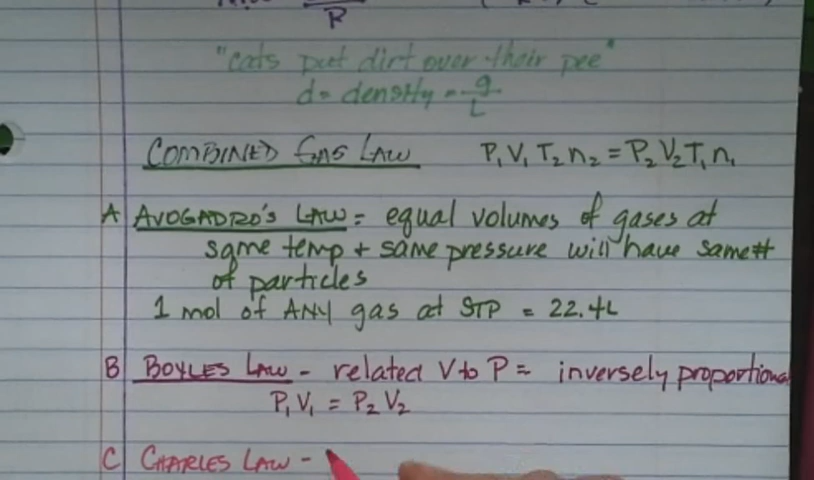 R
"cats put dirt over their pee"
d = density = g/L
COMBINED GAS LAW P₁V₁T₂n₂ = P₂V₂T₁n₁
A AVOGADRO'S LAW = equal volumes of gases at
same temp + same pressure will have same #
of particles
1 mol of ANY gas at STP = 22.4L
B BOYLES LAW - related V to P = inversely proportional
P₁V₁ = P₂V₂
C CHARLES LAW -